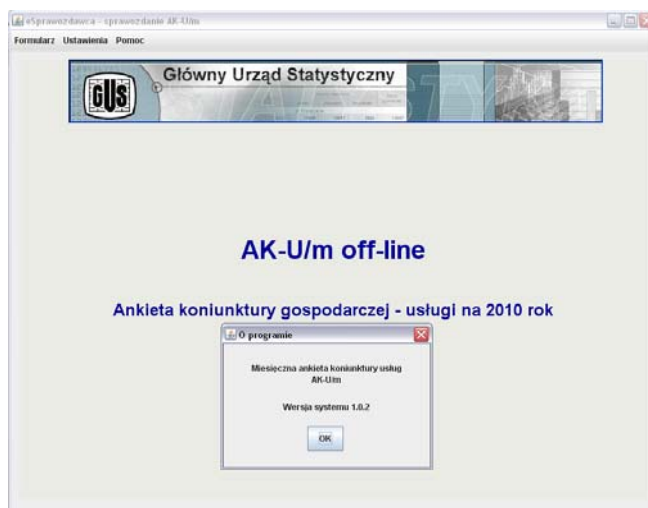 eSprawozdawca - sprawozdanie AK-U/m
Formularz Ustawienia Pomoc
GUS
Główny Urząd Statystyczny
AK-U/m off-line
Ankieta koniunktury gospodarczej - usługi na 2010 rok
O programie
Miesięczna ankieta koniunktury usług
AK-U/m
Wersja systemu 1.0.2
OK